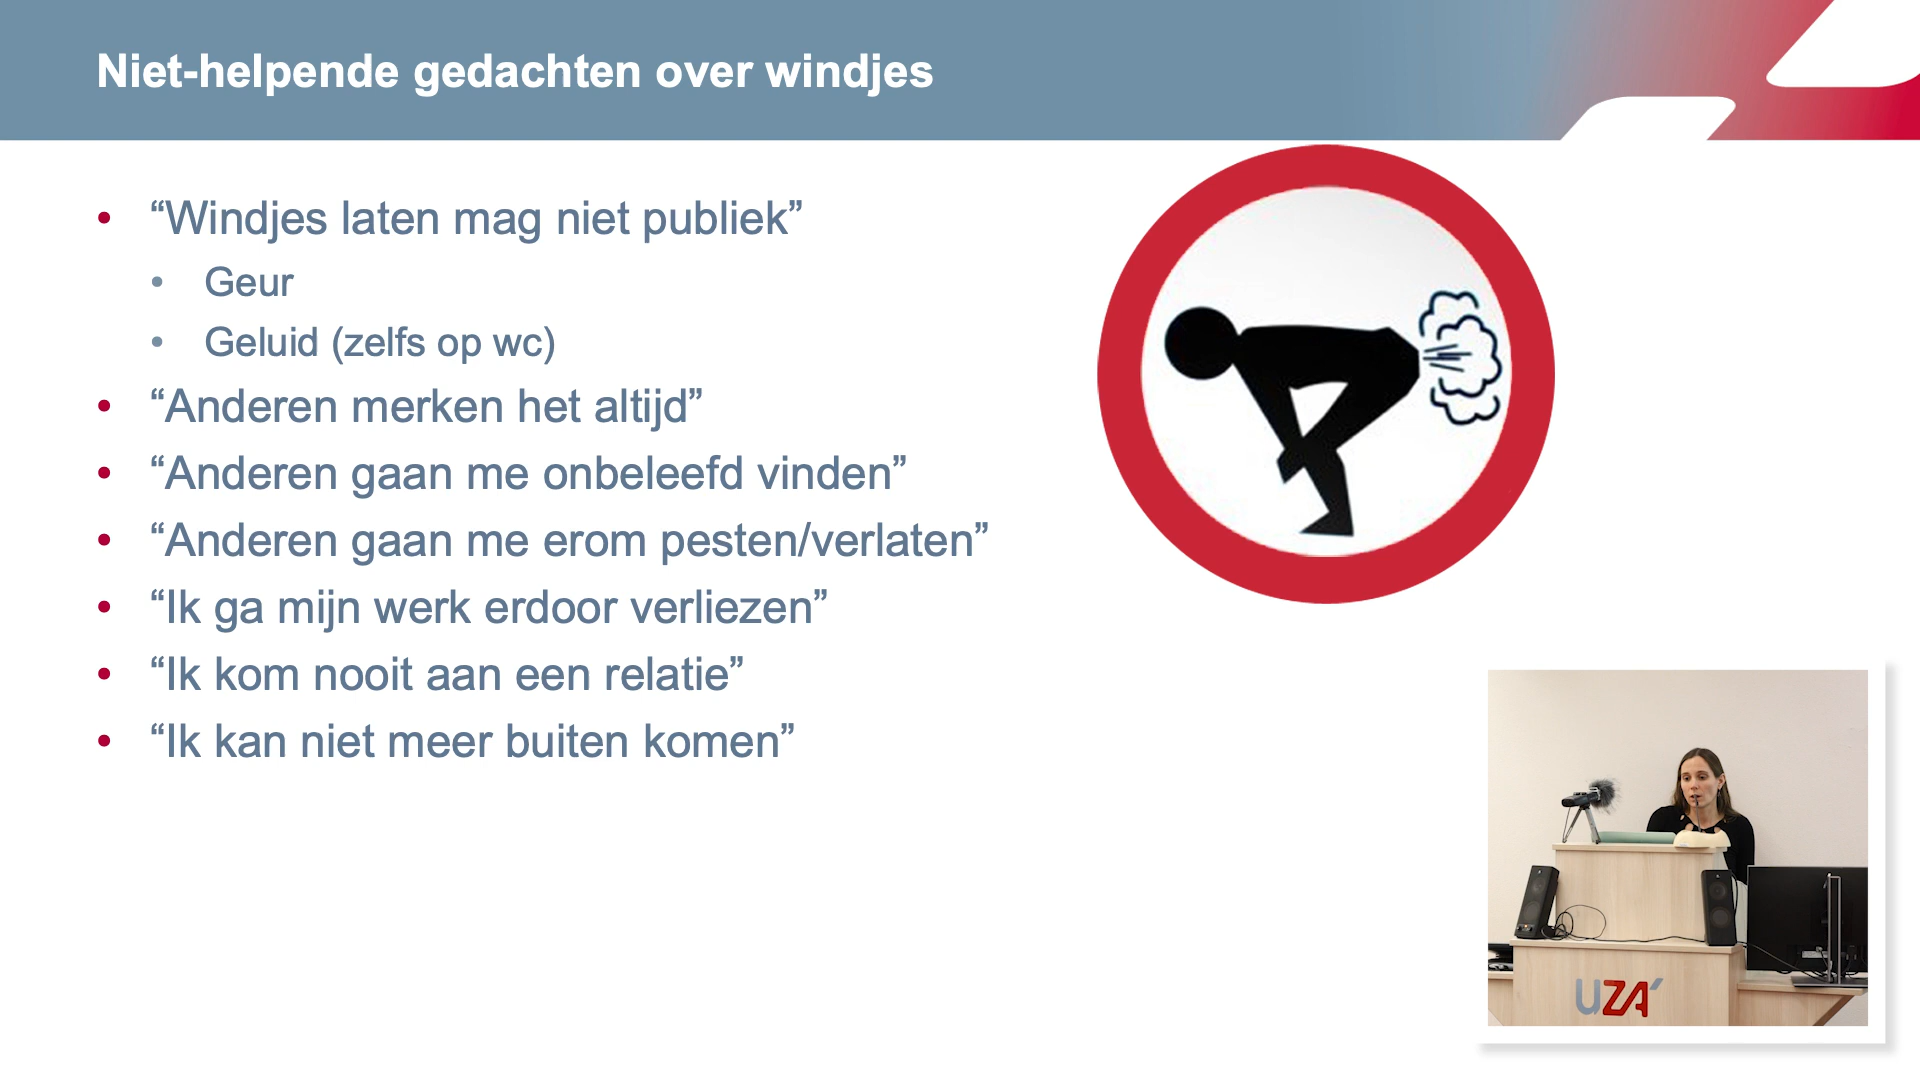 Niet-helpende gedachten over windjes
• “Windjes laten mag niet publiek”
• Geur
• Geluid (zelfs op wc)
• “Anderen merken het altijd”
• “Anderen gaan me onbeleefd vinden”
• “Anderen gaan me erom pesten/verlaten”
• “Ik ga mijn werk erdoor verliezen”
• “Ik kom nooit aan een relatie”
• “Ik kan niet meer buiten komen”
UZA